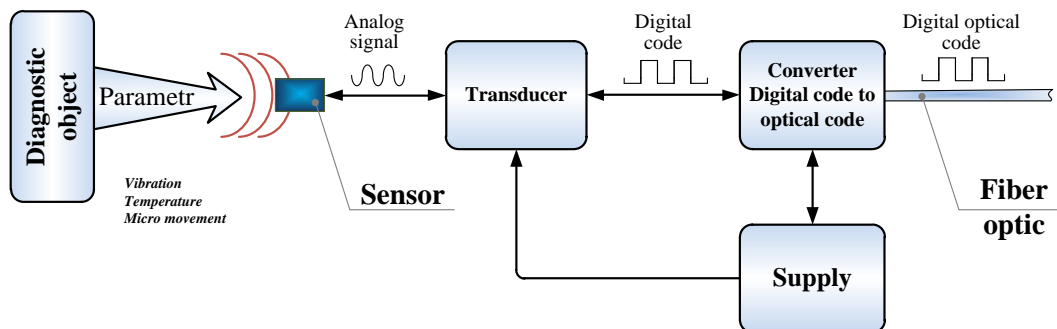 Diagnostic
object
Parametr
Vibration
Temperature
Micro movement
Analog
signal
Sensor
Transducer
Digital
code
Converter
Digital code to
optical code
Digital optical
code
Fiber
optic
Supply